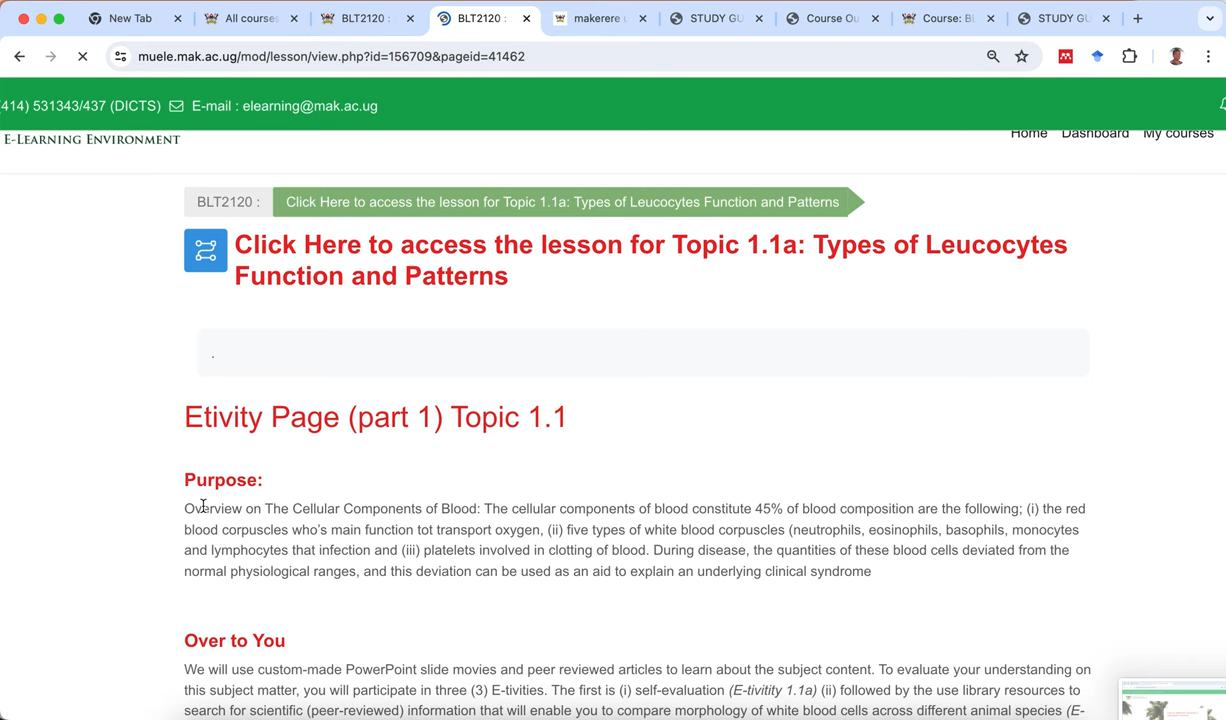 New Tab
All courses
BLT2120 :
BLT2120 :
makerere u
STUDY GU
Course Ou
Course: BL
STUDY GU
muele.mak.ac.ug/mod/lesson/view.php?id=156709&pageid=41462
414) 531343/437 (DICTS) E-mail : elearning@mak.ac.ug
E-Learning Environment
Home Dashboard My courses
BLT2120 : Click Here to access the lesson for Topic 1.1a: Types of Leucocytes Function and Patterns
Click Here to access the lesson for Topic 1.1a: Types of Leucocytes
Function and Patterns
.
Etivity Page (part 1) Topic 1.1
Purpose:
Overview on The Cellular Components of Blood: The cellular components of blood constitute 45% of blood composition are the following; (i) the red
blood corpuscles who's main function tot transport oxygen, (ii) five types of white blood corpuscles (neutrophils, eosinophils, basophils, monocytes
and lymphocytes that infection and (iii) platelets involved in clotting of blood. During disease, the quantities of these blood cells deviated from the
normal physiological ranges, and this deviation can be used as an aid to explain an underlying clinical syndrome
Over to You
We will use custom-made PowerPoint slide movies and peer reviewed articles to learn about the subject content. To evaluate your understanding on
this subject matter, you will participate in three (3) E-tivlies. The first is (i) self-evaluation (E-tivitity 1.1a) (ii) followed by the use library resources to
search for scientific (peer-reviewed) information that will enable you to compare morphology of white blood cells across different animal species (E-